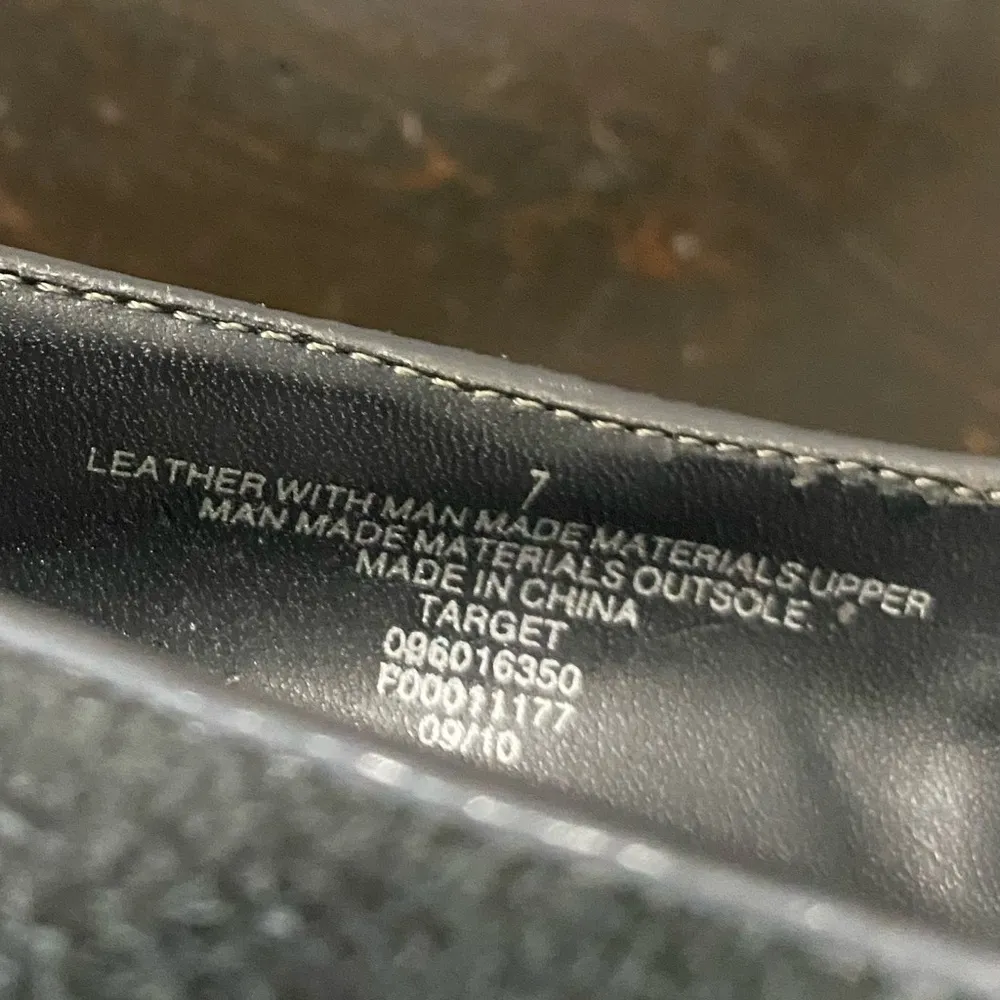 7
LEATHER WITH MAN MADE MATERIALS UPPER
MAN MADE MATERIALS OUTSOLE
MADE IN CHINA
TARGET
096016350
F00011177
09/10